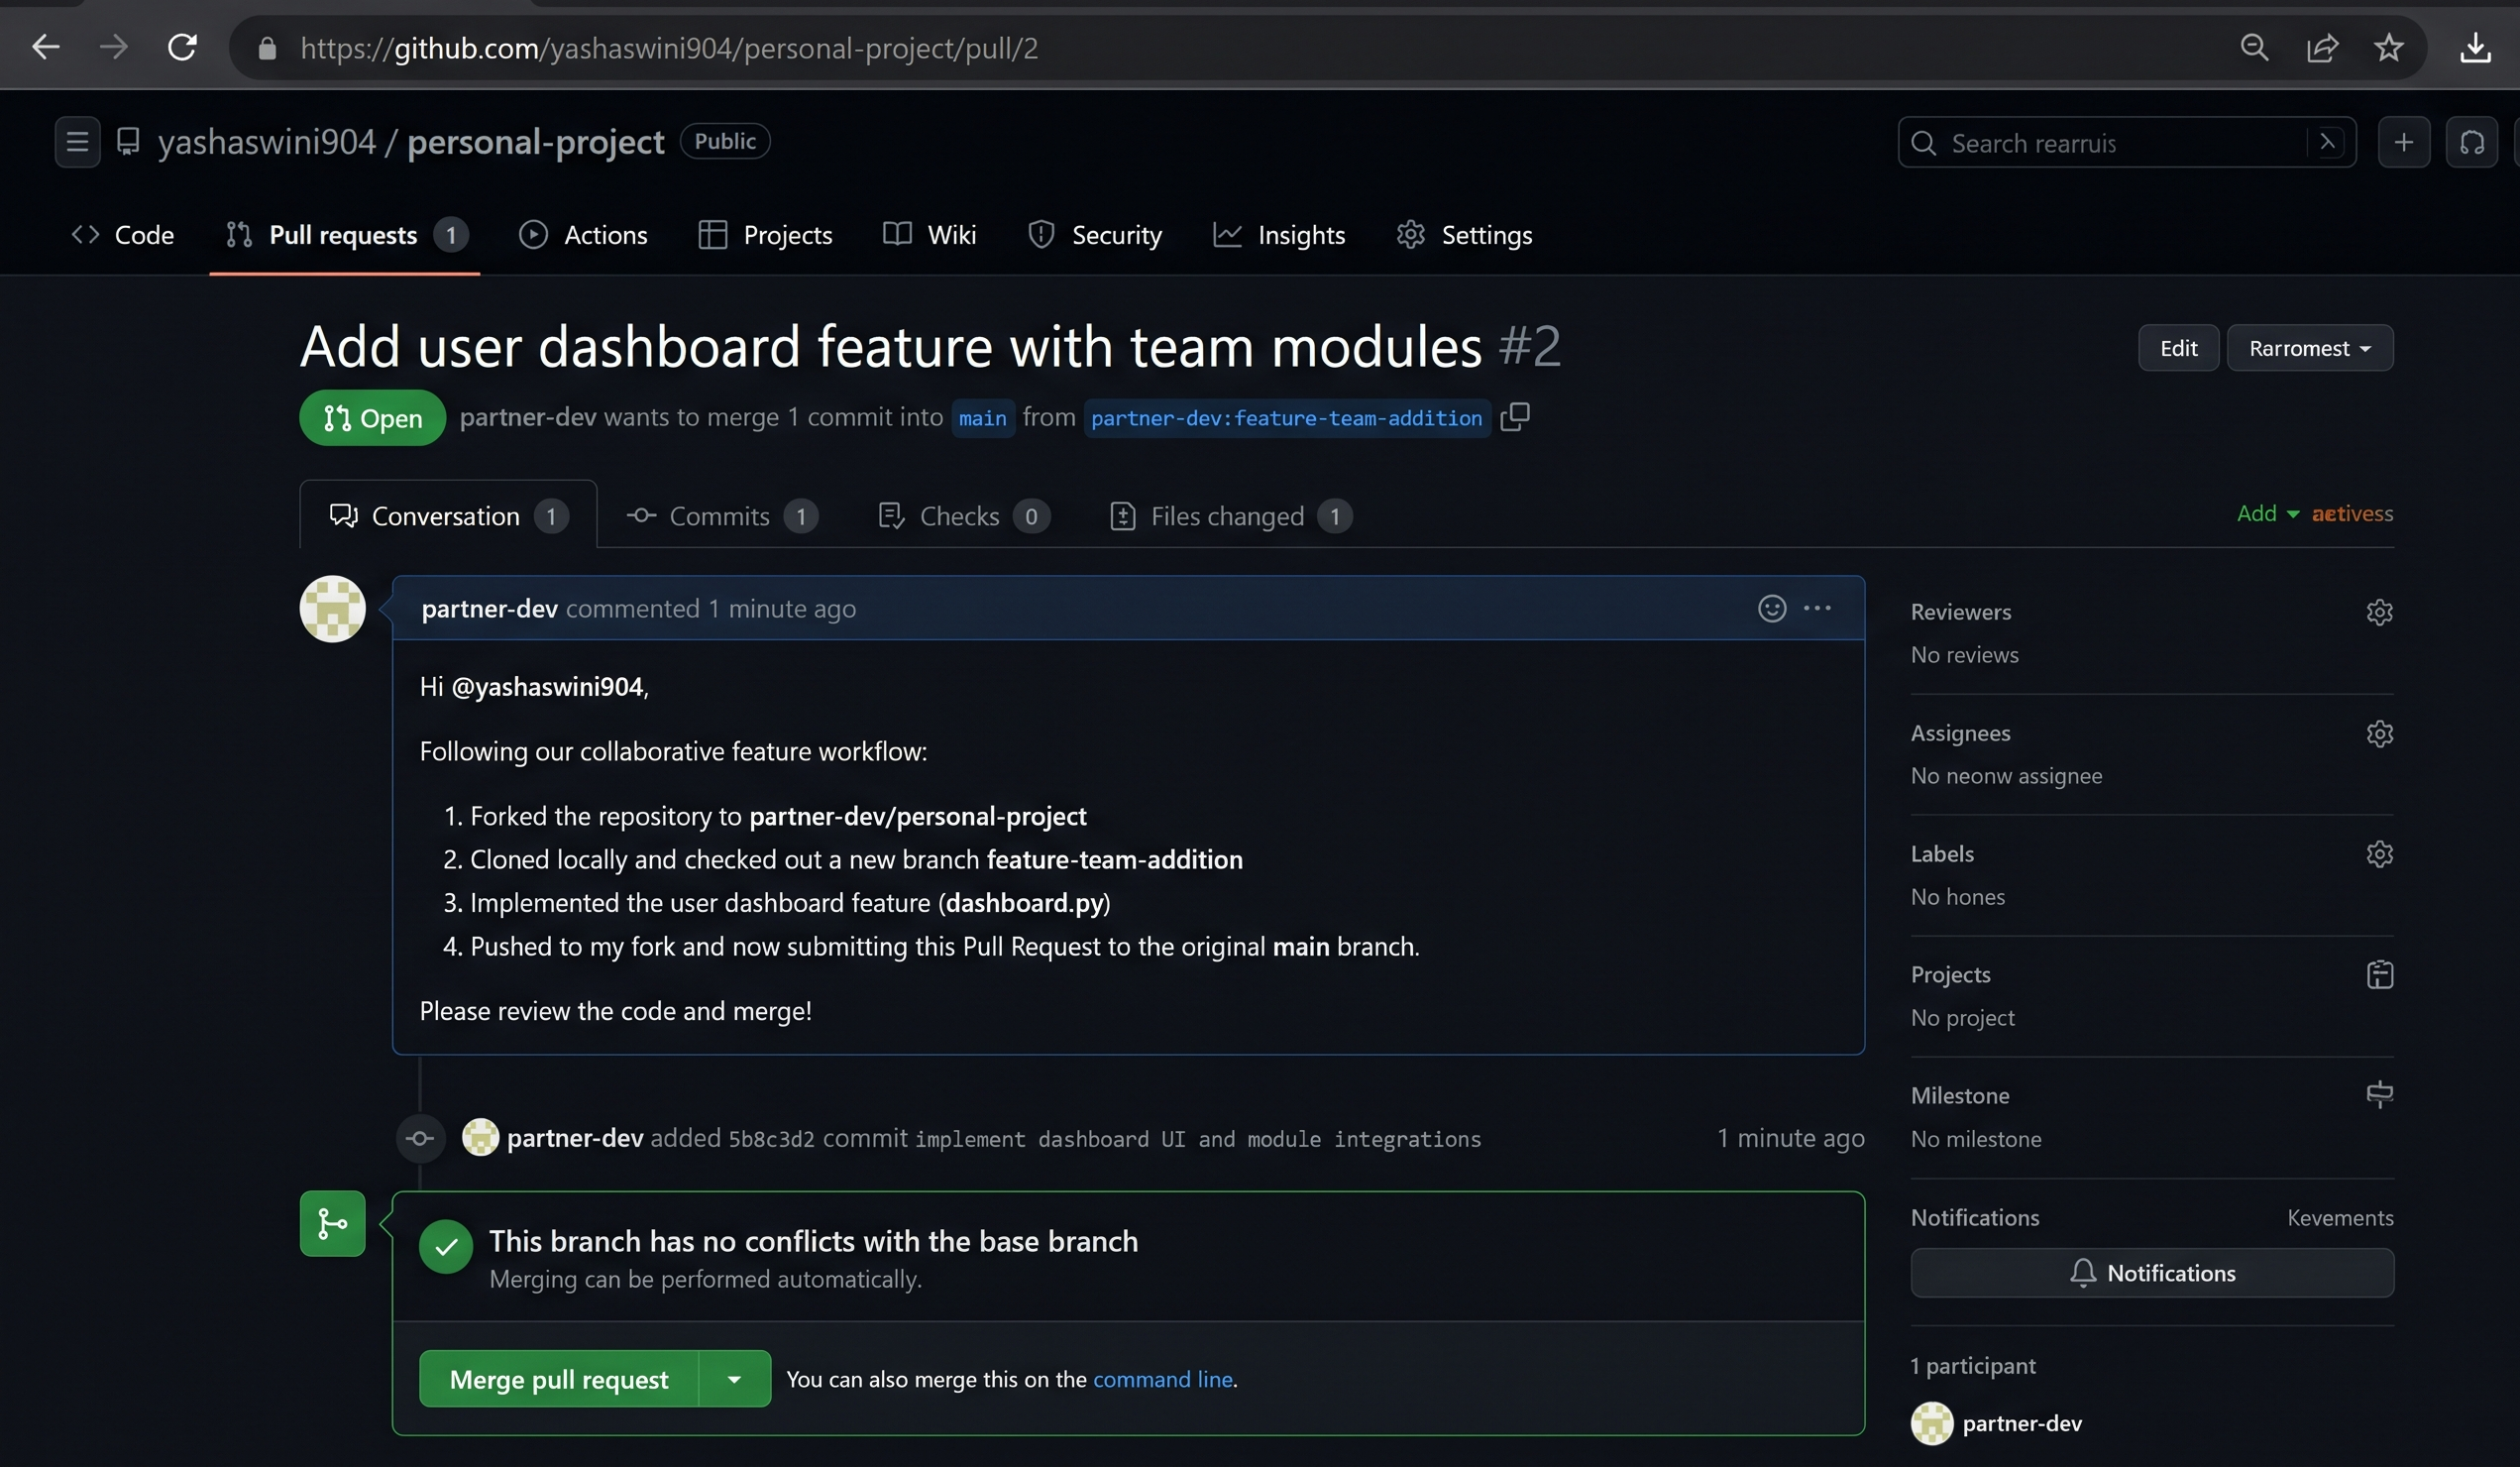 https://github.com/yashaswini904/personal-project/pull/2
yashaswini904 / personal-project Public
Search rearruis
Code Pull requests 1 Actions Projects Wiki Security Insights Settings
Add user dashboard feature with team modules #2
Edit Rarromest
Open partner-dev wants to merge 1 commit into main from partner-dev:feature-team-addition
Conversation 1 Commits 1 Checks 0 Files changed 1
Add activess
partner-dev commented 1 minute ago
Hi @yashaswini904,
Following our collaborative feature workflow:
1. Forked the repository to partner-dev/personal-project
2. Cloned locally and checked out a new branch feature-team-addition
3. Implemented the user dashboard feature (dashboard.py)
4. Pushed to my fork and now submitting this Pull Request to the original main branch.
Please review the code and merge!
partner-dev added 5b8c3d2 commit implement dashboard UI and module integrations 1 minute ago
This branch has no conflicts with the base branch
Merging can be performed automatically.
Merge pull request You can also merge this on the command line.
Reviewers
No reviews
Assignees
No neonw assignee
Labels
No hones
Projects
No project
Milestone
No milestone
Notifications Kevements
Notifications
1 participant
partner-dev